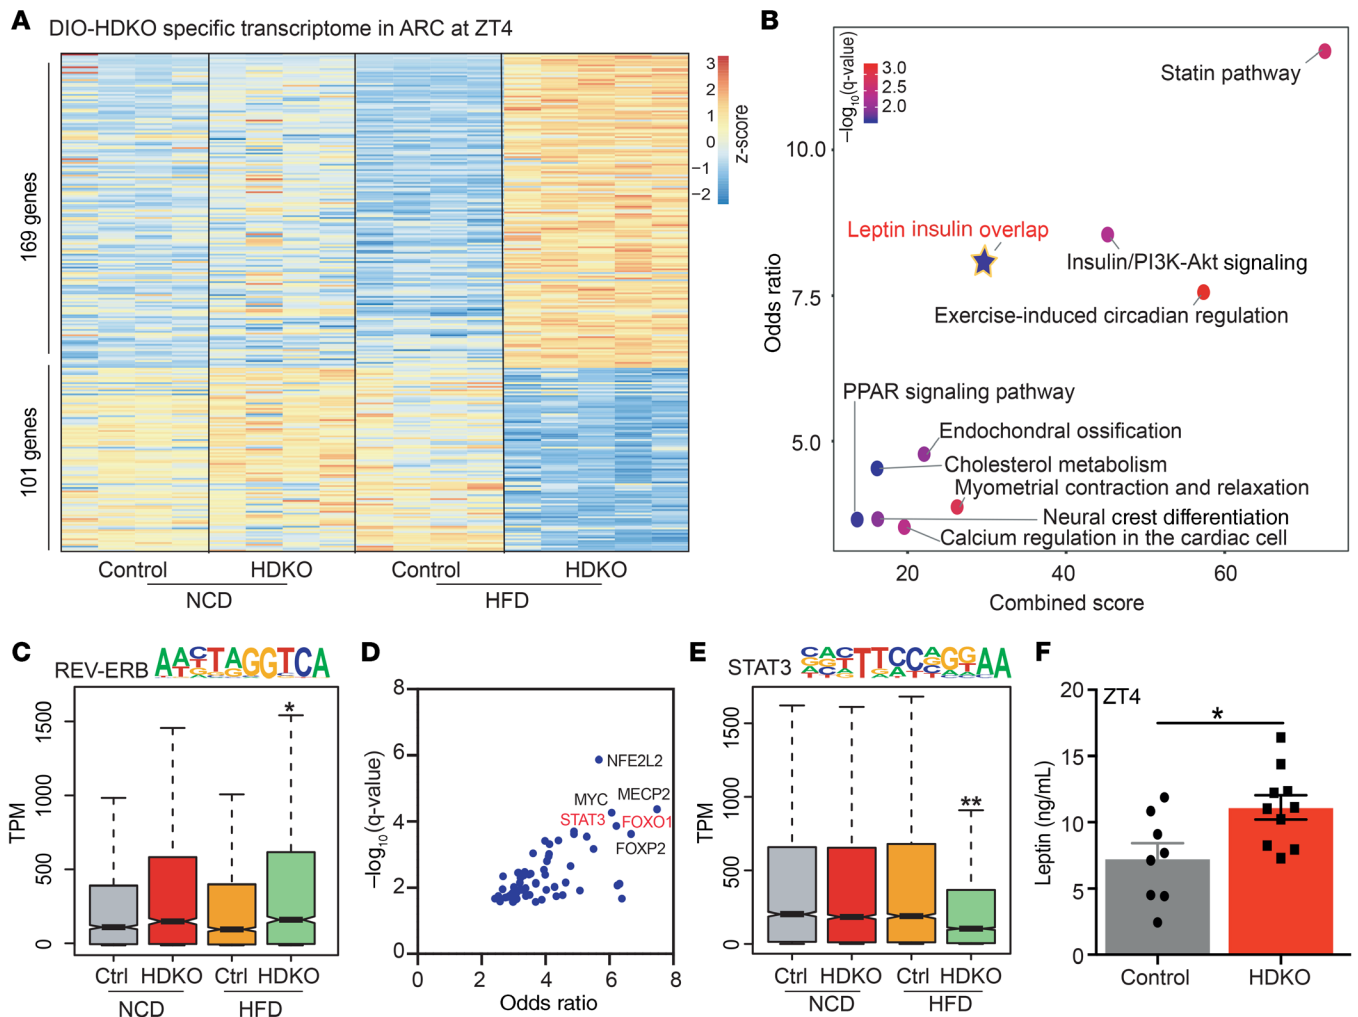 A
DIO-HDKO specific transcriptome in ARC at ZT4
169 genes
101 genes
3
2
1
0
−1
−2
z-score
Control
HDKO
Control
HDKO
NCD
HFD
B
−log10(q-value)
3.0
2.5
2.0
Statin pathway
Leptin insulin overlap
Insulin/PI3K-Akt signaling
Exercise-induced circadian regulation
PPAR signaling pathway
Endochondral ossification
Cholesterol metabolism
Myometrial contraction and relaxation
Neural crest differentiation
Calcium regulation in the cardiac cell
10.0
7.5
5.0
Odds ratio
20
40
60
Combined score
C
REV-ERB
AACTAGGTCA
1500
1000
500
0
TPM
*
Ctrl
HDKO
Ctrl
HDKO
NCD
HFD
D
8
6
4
2
0
−log10(q-value)
NFE2L2
MYC
MECP2
STAT3
FOXO1
FOXP2
0
2
4
6
8
Odds ratio
E
STAT3
CACTTCCGGGAA
1500
1000
500
0
TPM
**
Ctrl
HDKO
Ctrl
HDKO
NCD
HFD
F
ZT4
20
15
10
5
0
Leptin (ng/mL)
*
Control
HDKO